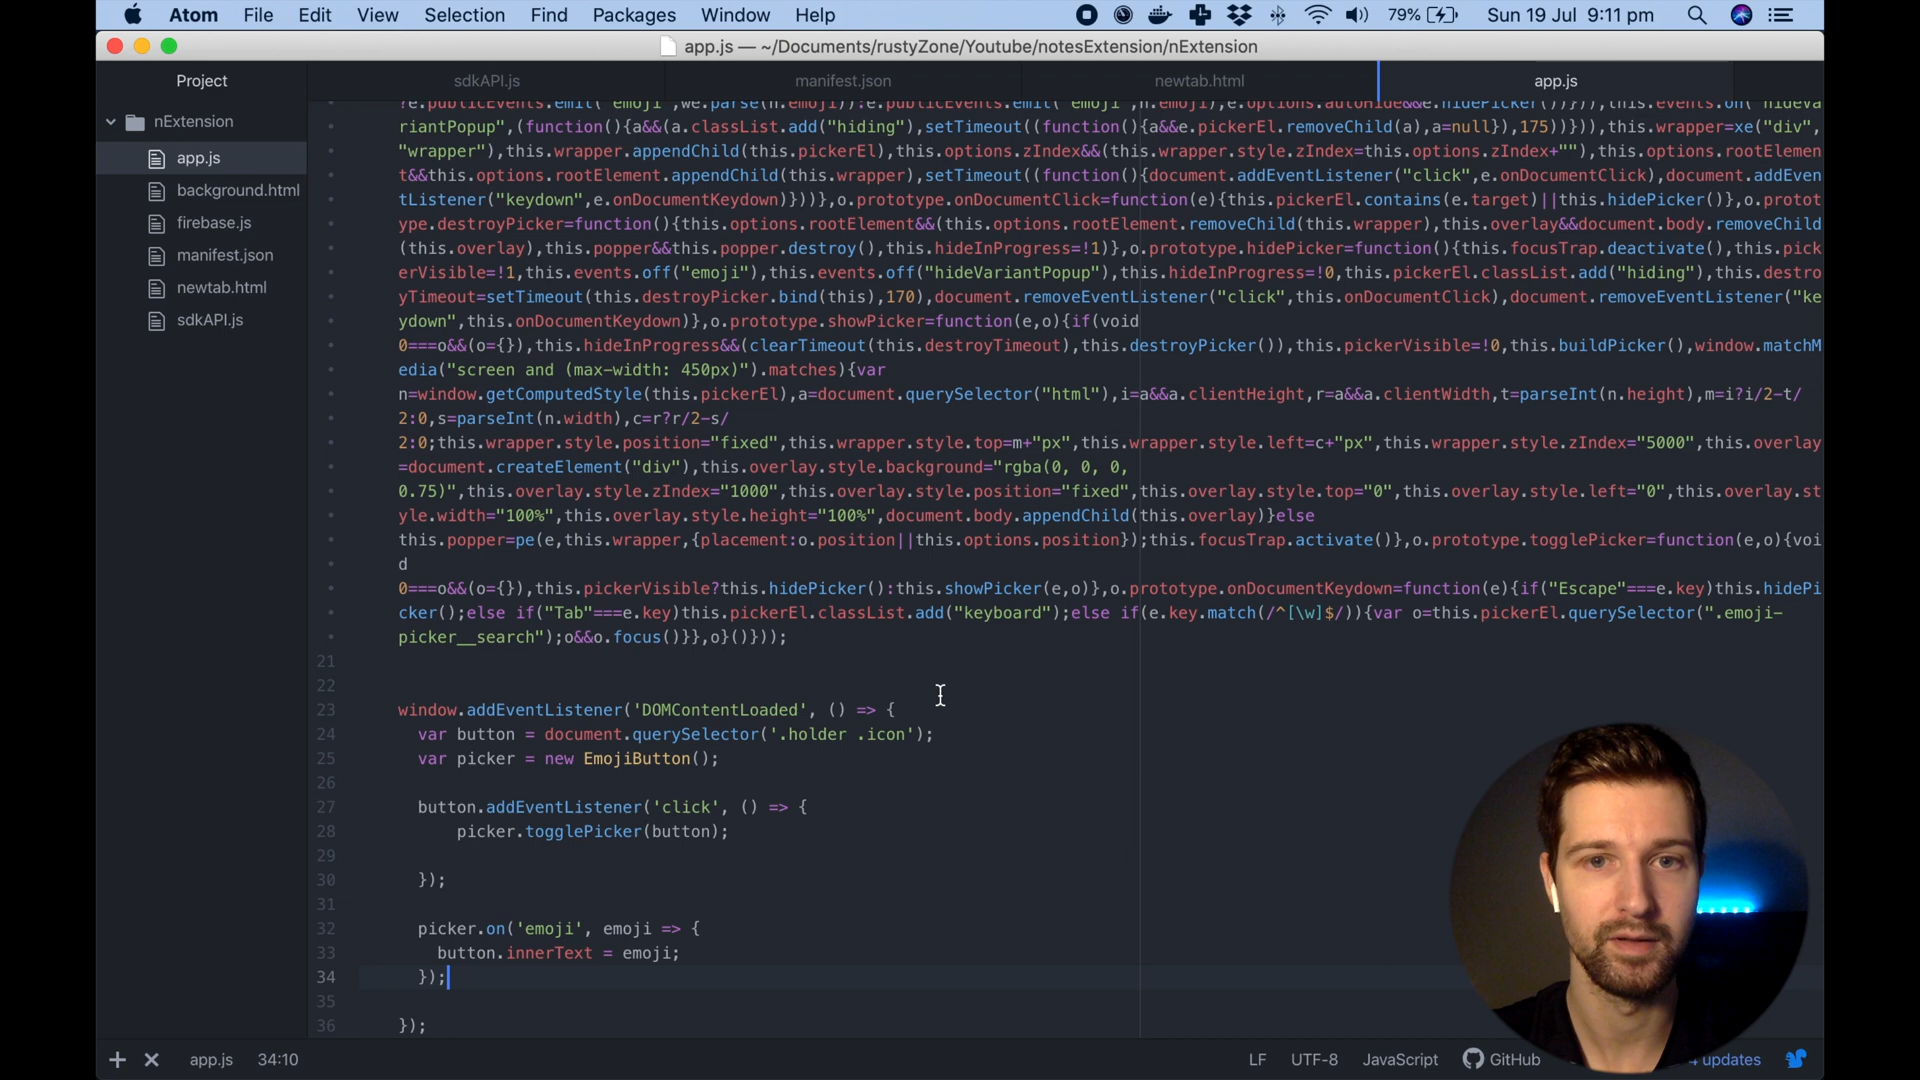 Atom File Edit View Selection Find Packages Window Help 79% Sun 19 Jul 9:11 pm
app.js — ~/Documents/rustyZone/Youtube/notesExtension/nExtension
Project sdkAPI.js manifest.json newtab.html app.js
nExtension
app.js
background.html
firebase.js
manifest.json
newtab.html
sdkAPI.js
?e.publicEvents.emit("emoji",we.parse(n.emoji)):e.publicEvents.emit("emoji",n.emoji),e.options.autoHide&&e.hidePicker()})),this.events.on("hideVa
riantPopup",(function(){a&&(a.classList.add("hiding"),setTimeout((function(){a&&e.pickerEl.removeChild(a),a=null}),175))})),this.wrapper=xe("div",
"wrapper"),this.wrapper.appendChild(this.pickerEl),this.options.zIndex&&(this.wrapper.style.zIndex=this.options.zIndex+""),this.options.rootElemen
t&&this.options.rootElement.appendChild(this.wrapper),setTimeout((function(){document.addEventListener("click",e.onDocumentClick),document.addEven
tListener("keydown",e.onDocumentKeydown)}))},o.prototype.onDocumentClick=function(e){this.pickerEl.contains(e.target)||this.hidePicker()},o.protot
ype.destroyPicker=function(){this.options.rootElement&&(this.options.rootElement.removeChild(this.wrapper),this.overlay&&document.body.removeChild
(this.overlay),this.popper&&this.popper.destroy(),this.hideInProgress=!1)},o.prototype.hidePicker=function(){this.focusTrap.deactivate(),this.pick
erVisible=!1,this.events.off("emoji"),this.events.off("hideVariantPopup"),this.hideInProgress=!0,this.pickerEl.classList.add("hiding"),this.destro
yTimeout=setTimeout(this.destroyPicker.bind(this),170),document.removeEventListener("click",this.onDocumentClick),document.removeEventListener("ke
ydown",this.onDocumentKeydown)},o.prototype.showPicker=function(e,o){if(void
0===o&&(o={}),this.hideInProgress&&(clearTimeout(this.destroyTimeout),this.destroyPicker()),this.pickerVisible=!0,this.buildPicker(),window.matchM
edia("screen and (max-width: 450px)").matches){var
n=window.getComputedStyle(this.pickerEl),a=document.querySelector("html"),i=a&&a.clientHeight,r=a&&a.clientWidth,t=parseInt(n.height),m=i?i/2-t/
2:0,s=parseInt(n.width),c=r?r/2-s/
2:0;this.wrapper.style.position="fixed",this.wrapper.style.top=m+"px",this.wrapper.style.left=c+"px",this.wrapper.style.zIndex="5000",this.overlay
=document.createElement("div"),this.overlay.style.background="rgba(0, 0, 0,
0.75)",this.overlay.style.zIndex="1000",this.overlay.style.position="fixed",this.overlay.style.top="0",this.overlay.style.left="0",this.overlay.st
yle.width="100%",this.overlay.style.height="100%",document.body.appendChild(this.overlay)}else
this.popper=pe(e,this.wrapper,{placement:o.position||this.options.position});this.focusTrap.activate()},o.prototype.togglePicker=function(e,o){voi
d
0===o&&(o={}),this.pickerVisible?this.hidePicker():this.showPicker(e,o)},o.prototype.onDocumentKeydown=function(e){if("Escape"===e.key)this.hidePi
cker();else if("Tab"===e.key)this.pickerEl.classList.add("keyboard");else if(e.key.match(/^[\w]$/)){var o=this.pickerEl.querySelector(".emoji-
picker__search");o&&o.focus()}},o}()}));
21
22
23 window.addEventListener('DOMContentLoaded', () => {
24 var button = document.querySelector('.holder .icon');
25 var picker = new EmojiButton();
26
27 button.addEventListener('click', () => {
28 picker.togglePicker(button);
29
30 });
31
32 picker.on('emoji', emoji => {
33 button.innerText = emoji;
34 });
35
36 });
app.js 34:10 LF UTF-8 JavaScript GitHub updates